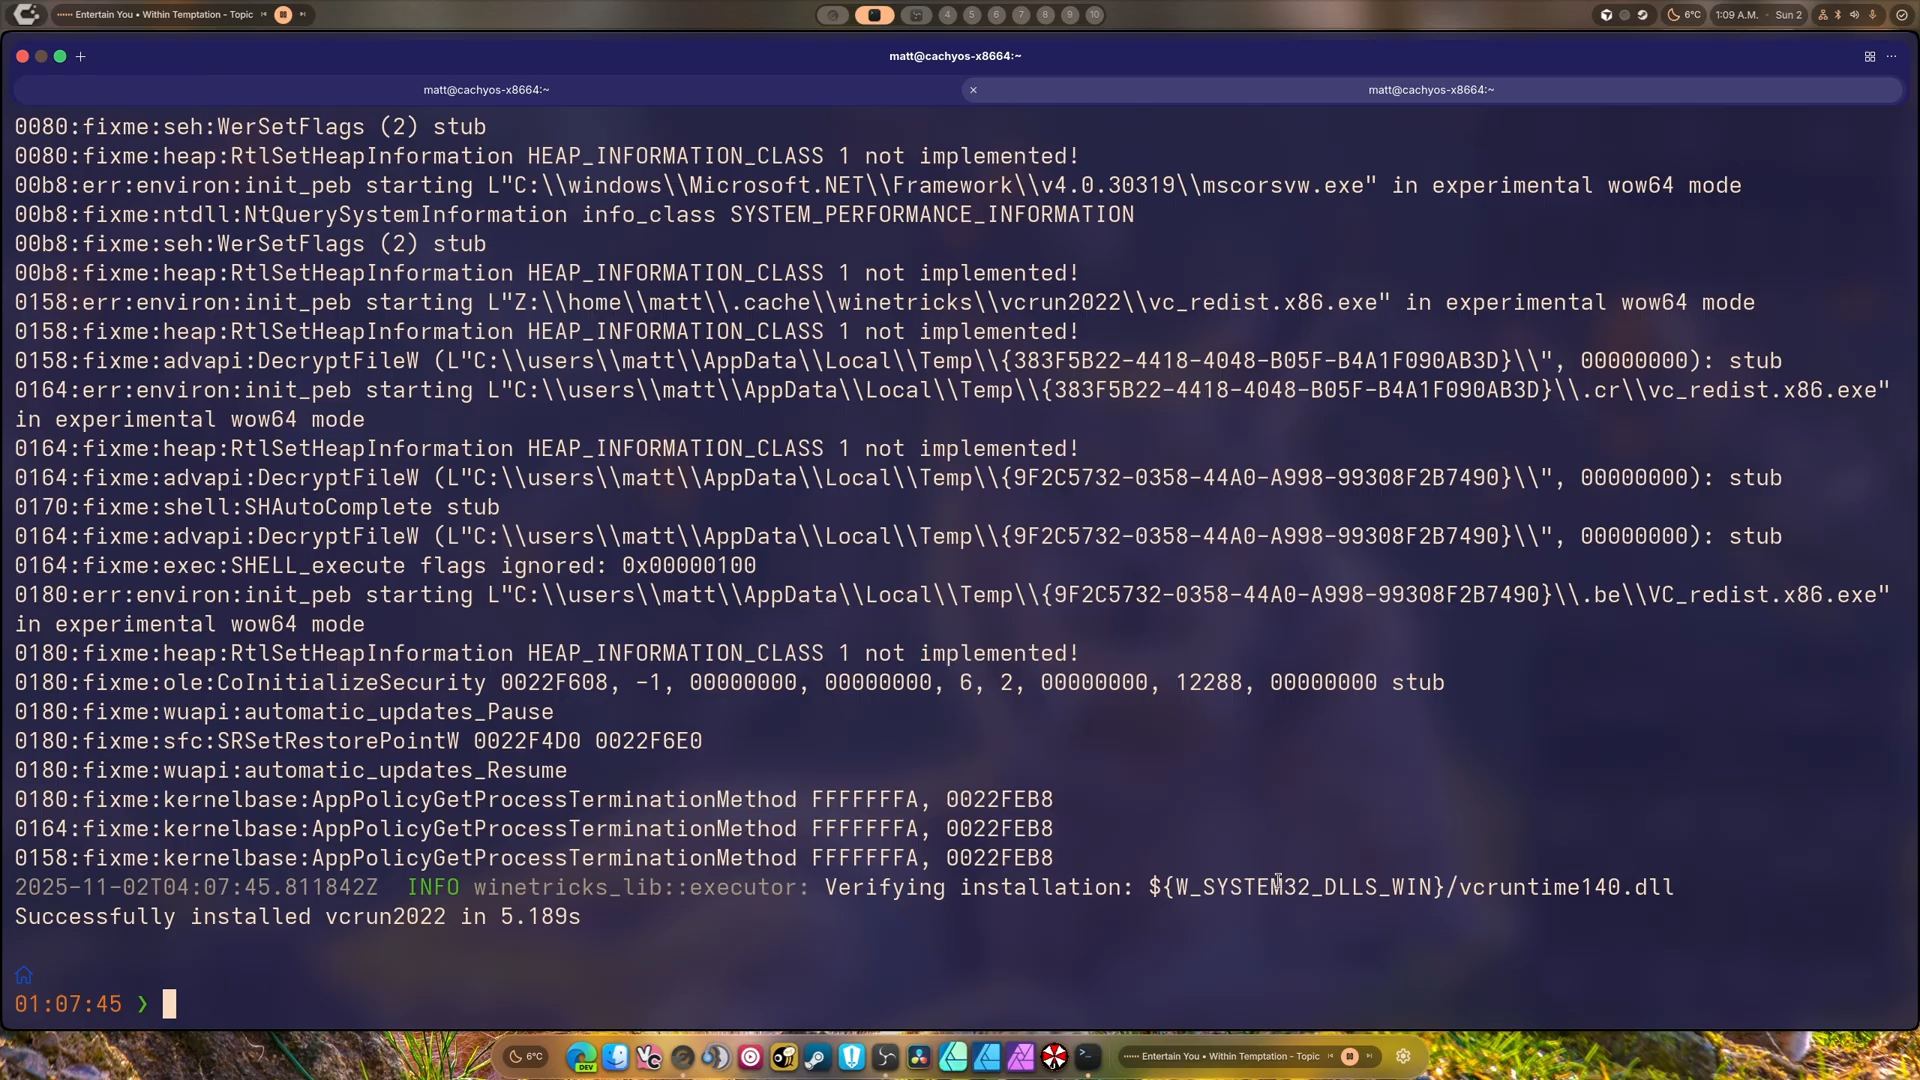 Entertain You • Within Temptation - Topic
4 5 6 7 8 9 10
6°C 1:09 A.M. · Sun 2
matt@cachyos-x8664:~
matt@cachyos-x8664:~ matt@cachyos-x8664:~
0080:fixme:seh:WerSetFlags (2) stub
0080:fixme:heap:RtlSetHeapInformation HEAP_INFORMATION_CLASS 1 not implemented!
00b8:err:environ:init_peb starting L"C:\\windows\\Microsoft.NET\\Framework\\v4.0.30319\\mscorsvw.exe" in experimental wow64 mode
00b8:fixme:ntdll:NtQuerySystemInformation info_class SYSTEM_PERFORMANCE_INFORMATION
00b8:fixme:seh:WerSetFlags (2) stub
00b8:fixme:heap:RtlSetHeapInformation HEAP_INFORMATION_CLASS 1 not implemented!
0158:err:environ:init_peb starting L"Z:\\home\\matt\\.cache\\winetricks\\vcrun2022\\vc_redist.x86.exe" in experimental wow64 mode
0158:fixme:heap:RtlSetHeapInformation HEAP_INFORMATION_CLASS 1 not implemented!
0158:fixme:advapi:DecryptFileW (L"C:\\users\\matt\\AppData\\Local\\Temp\\{383F5B22-4418-4048-B05F-B4A1F090AB3D}\\", 00000000): stub
0164:err:environ:init_peb starting L"C:\\users\\matt\\AppData\\Local\\Temp\\{383F5B22-4418-4048-B05F-B4A1F090AB3D}\\.cr\\vc_redist.x86.exe"
in experimental wow64 mode
0164:fixme:heap:RtlSetHeapInformation HEAP_INFORMATION_CLASS 1 not implemented!
0164:fixme:advapi:DecryptFileW (L"C:\\users\\matt\\AppData\\Local\\Temp\\{9F2C5732-0358-44A0-A998-99308F2B7490}\\", 00000000): stub
0170:fixme:shell:SHAutoComplete stub
0164:fixme:advapi:DecryptFileW (L"C:\\users\\matt\\AppData\\Local\\Temp\\{9F2C5732-0358-44A0-A998-99308F2B7490}\\", 00000000): stub
0164:fixme:exec:SHELL_execute flags ignored: 0x00000100
0180:err:environ:init_peb starting L"C:\\users\\matt\\AppData\\Local\\Temp\\{9F2C5732-0358-44A0-A998-99308F2B7490}\\.be\\VC_redist.x86.exe"
in experimental wow64 mode
0180:fixme:heap:RtlSetHeapInformation HEAP_INFORMATION_CLASS 1 not implemented!
0180:fixme:ole:CoInitializeSecurity 0022F608, -1, 00000000, 00000000, 6, 2, 00000000, 12288, 00000000 stub
0180:fixme:wuapi:automatic_updates_Pause
0180:fixme:sfc:SRSetRestorePointW 0022F4D0 0022F6E0
0180:fixme:wuapi:automatic_updates_Resume
0180:fixme:kernelbase:AppPolicyGetProcessTerminationMethod FFFFFFFA, 0022FEB8
0164:fixme:kernelbase:AppPolicyGetProcessTerminationMethod FFFFFFFA, 0022FEB8
0158:fixme:kernelbase:AppPolicyGetProcessTerminationMethod FFFFFFFA, 0022FEB8
2025-11-02T04:07:45.811842Z INFO winetricks_lib::executor: Verifying installation: ${W_SYSTEM32_DLLS_WIN}/vcruntime140.dll
Successfully installed vcrun2022 in 5.189s
01:07:45 ❯
6°C DEV Entertain You • Within Temptation - Topic